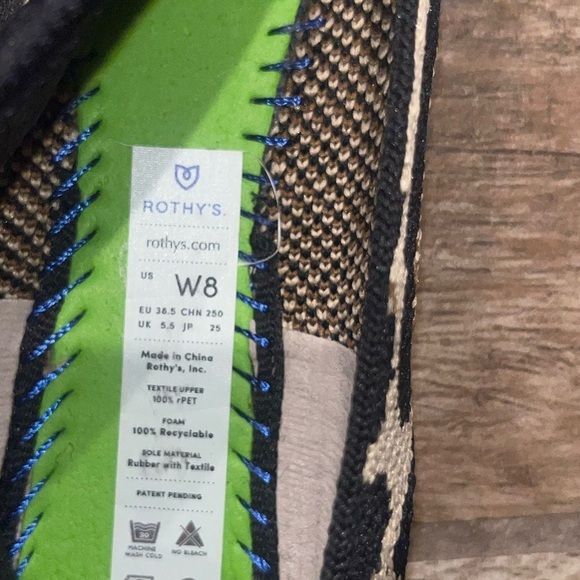 ROTHY'S.
rothys.com
US W8
EU 38.5 CHN 250
UK 5.5 JP 25
Made in China
Rothy's, Inc.
TEXTILE UPPER
100% rPET
FOAM
100% Recyclable
SOLE MATERIAL
Rubber with Textile
PATENT PENDING
30
MACHINE WASH COLD
NO BLEACH